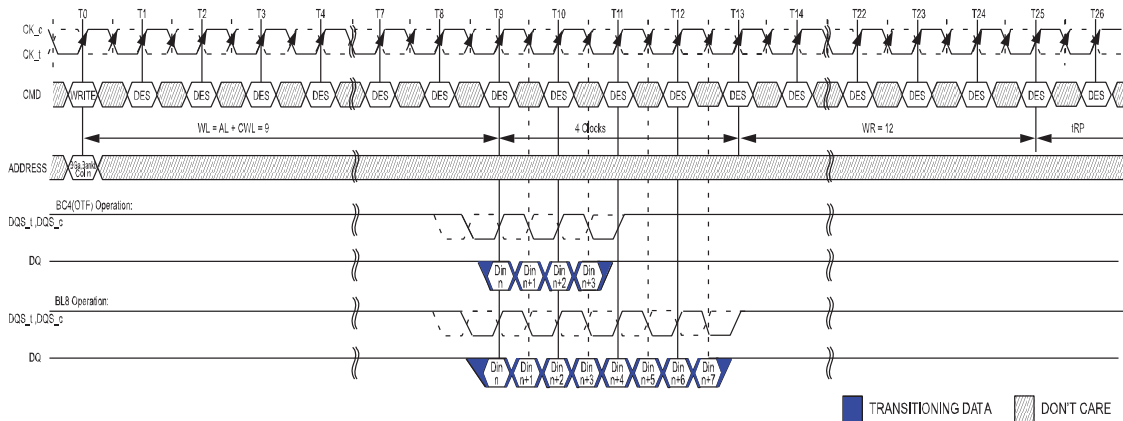 T0 T1 T2 T3 T4 T7 T8 T9 T10 T11 T12 T13 T14 T22 T23 T24 T25 T26
CK_c
CK_t
CMD WRITE DES DES DES DES DES DES DES DES DES DES DES DES DES DES DES DES DES
WL = AL + CWL = 9 4 Clocks WR = 12 tRP
ADDRESS
Col n
BC4(OTF) Operation:
DQS_t ,DQS_c
DQ Din n Din n+1 Din n+2 Din n+3
BL8 Operation:
DQS_t ,DQS_c
DQ Din n Din n+1 Din n+2 Din n+3 Din n+4 Din n+5 Din n+6 Din n+7
TRANSITIONING DATA DON'T CARE